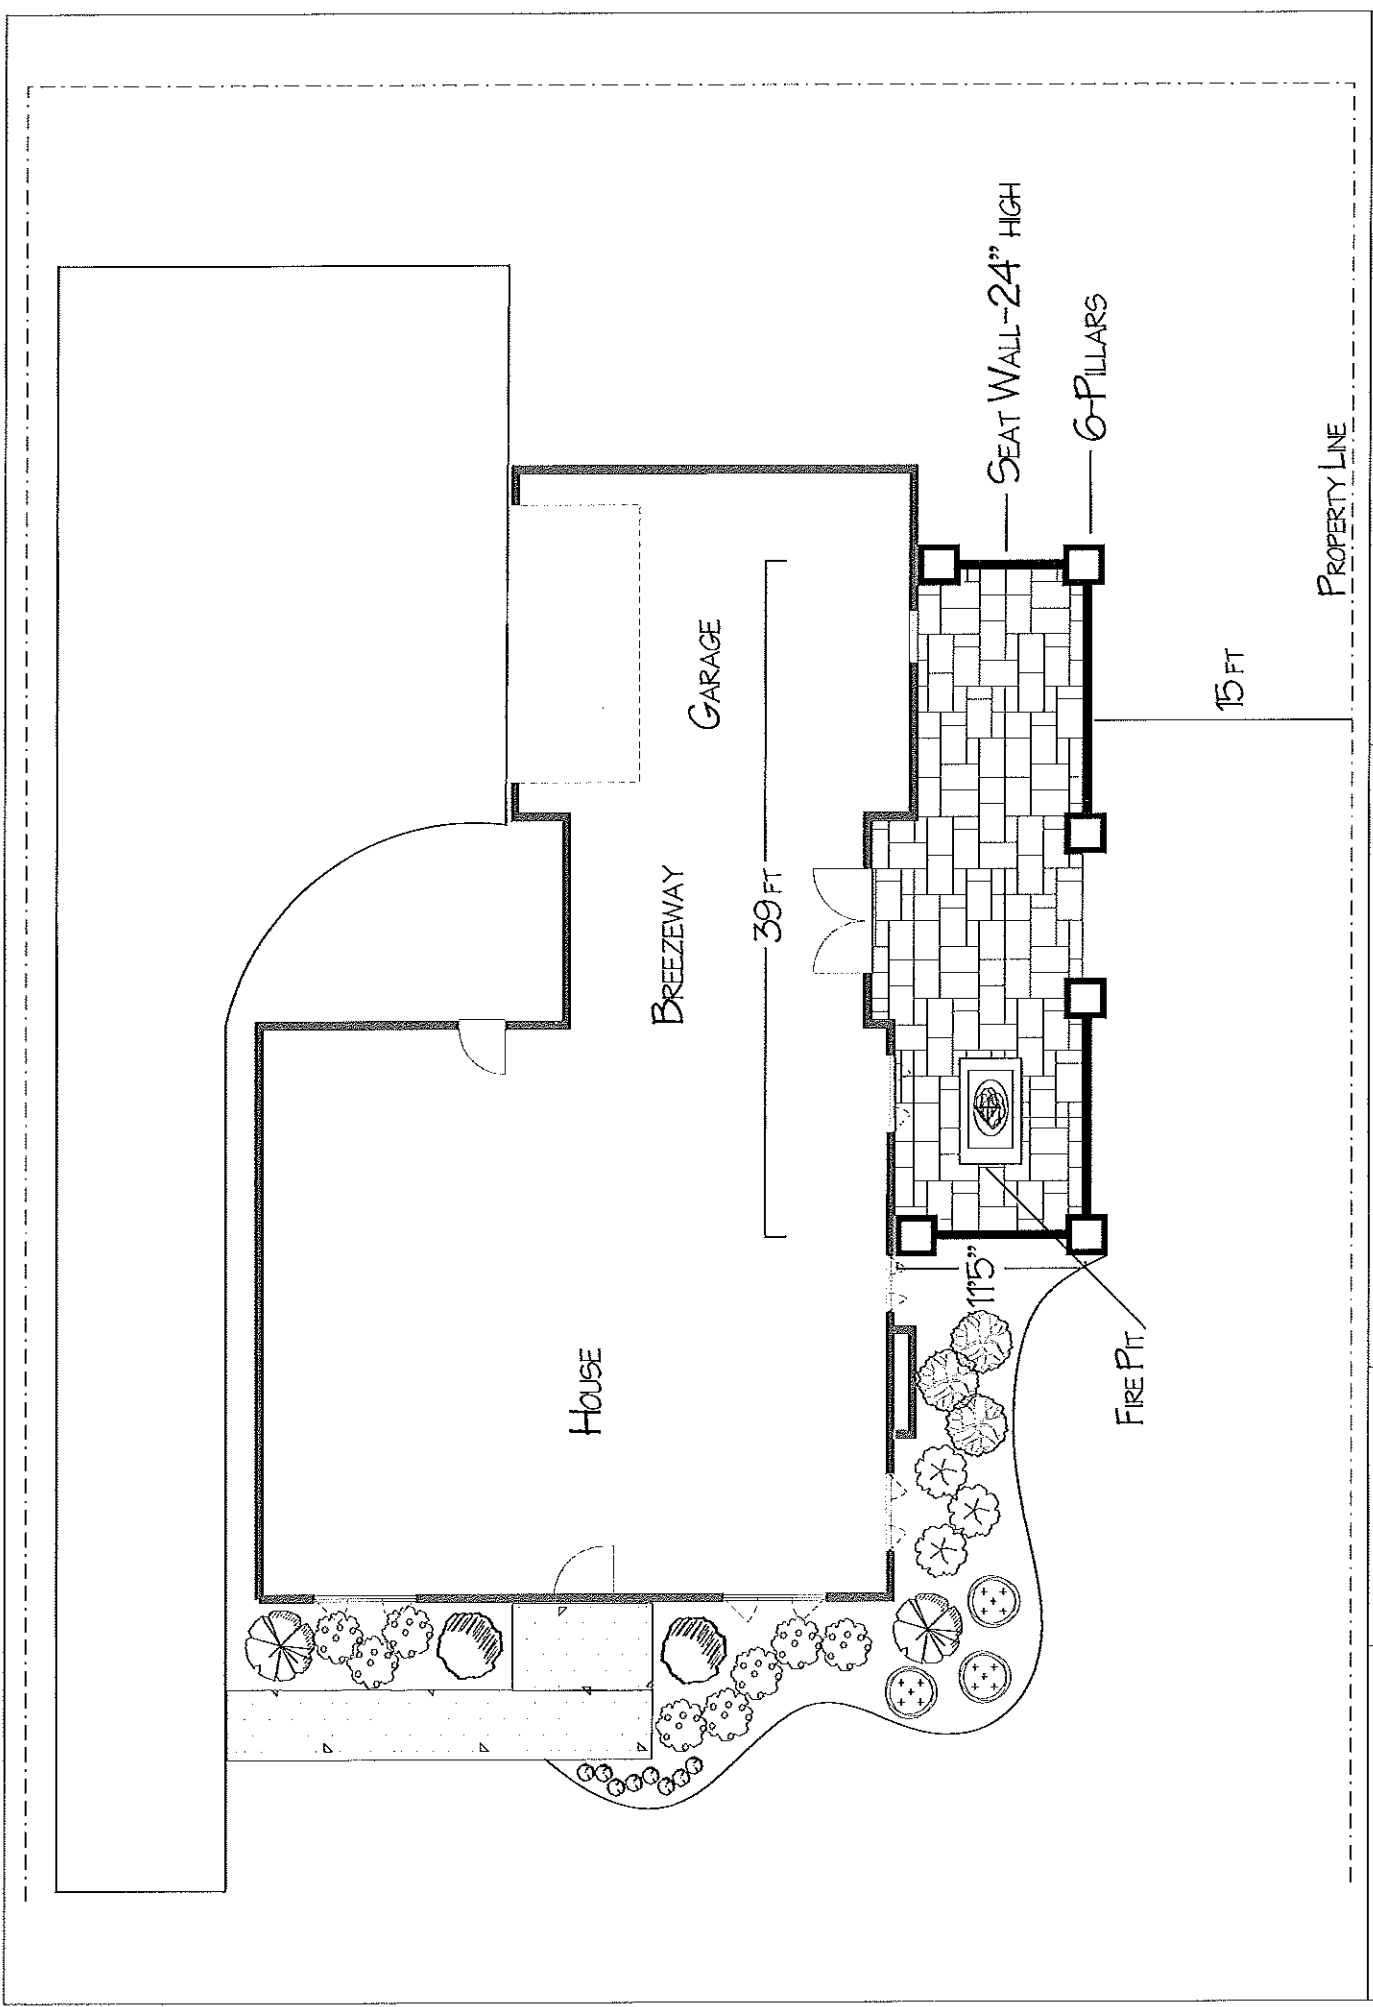 SEAT WALL-24" HIGH
6-PILLARS
PROPERTY LINE
GARAGE
15 FT
BREEZEWAY
39 FT
HOUSE
11'5"
FIRE PIT